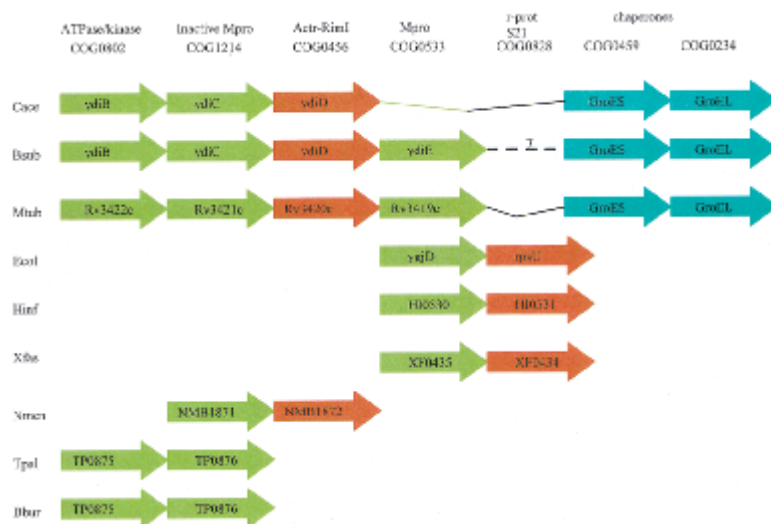 ATPase/kinase Inactive Mpro Actr-RimI Mpro r-prot chaperones
S21
COG0802 COG1214 COG0456 COG0533 COG0828 COG0459 COG0234
Cace ydiB ydiC ydiD GroES GroEL
Bsub ydiB ydiC ydiD ydiE ? GroES GroEL
Mtub Rv3422c Rv3421c Rv3420c Rv3419c GroES GroEL
Ecol ygjD rpsU
Hinf HI0530 HI0531
Xfas XF0435 XF0434
Nmen NMB1871 NMB1872
Tpal TP0875 TP0876
Bbur TP0875 TP0876